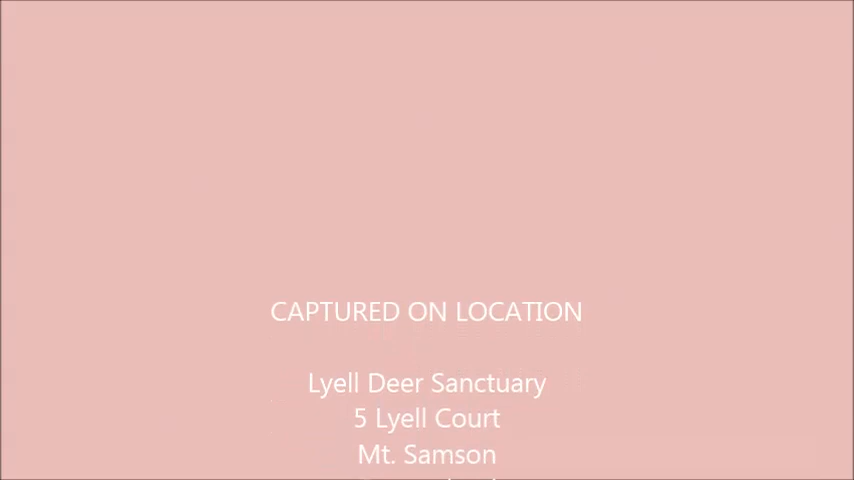 CAPTURED ON LOCATION
Lyell Deer Sanctuary
5 Lyell Court
Mt. Samson